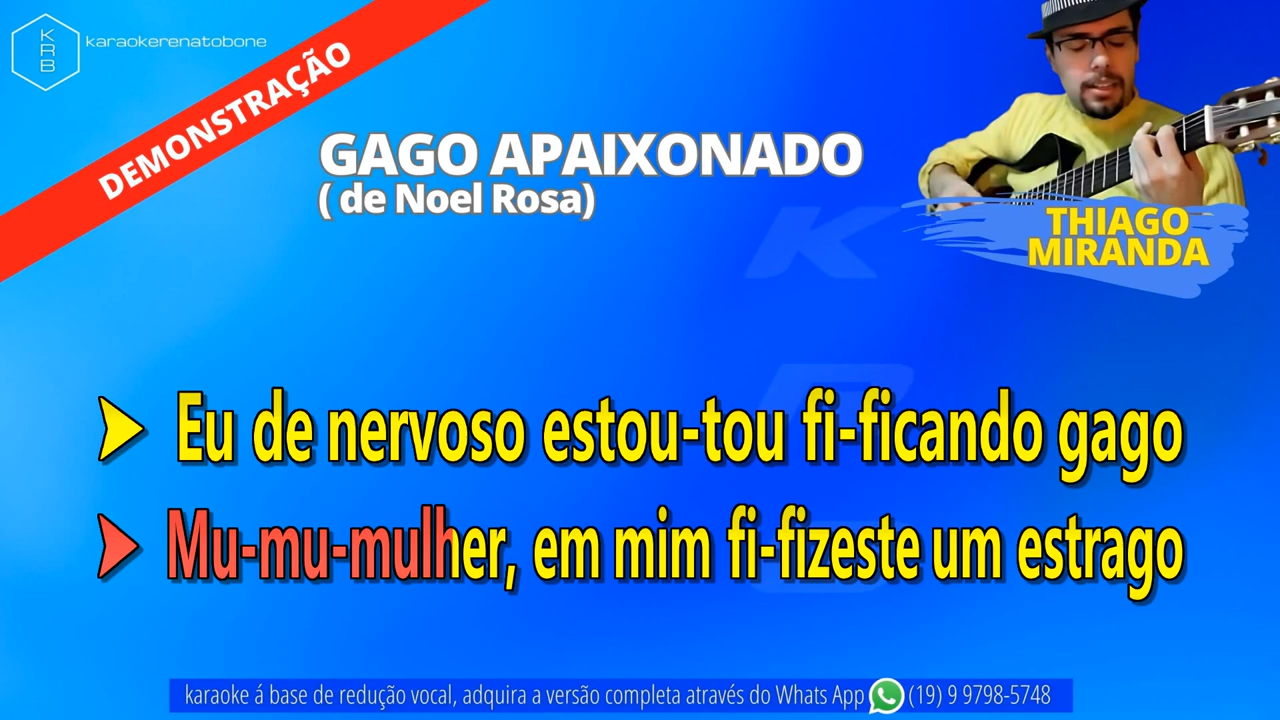 K
R
B
karaokerenatobone
DEMONSTRAÇÃO
GAGO APAIXONADO
( de Noel Rosa)
THIAGO
MIRANDA
K
Eu de nervoso estou-tou fi-ficando gago
Mu-mu-mulher, em mim fi-fizeste um estrago
karaoke á base de redução vocal, adquira a versão completa através do Whats App (19) 9 9798-5748